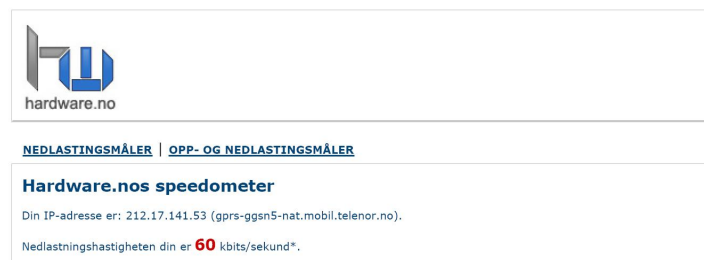 hardware.no
NEDLASTINGSMÅLER | OPP- OG NEDLASTINGSMÅLER
Hardware.nos speedometer
Din IP-adresse er: 212.17.141.53 (gprs-ggsn5-nat.mobil.telenor.no).
Nedlastningshastigheten din er 60 kbits/sekund*.